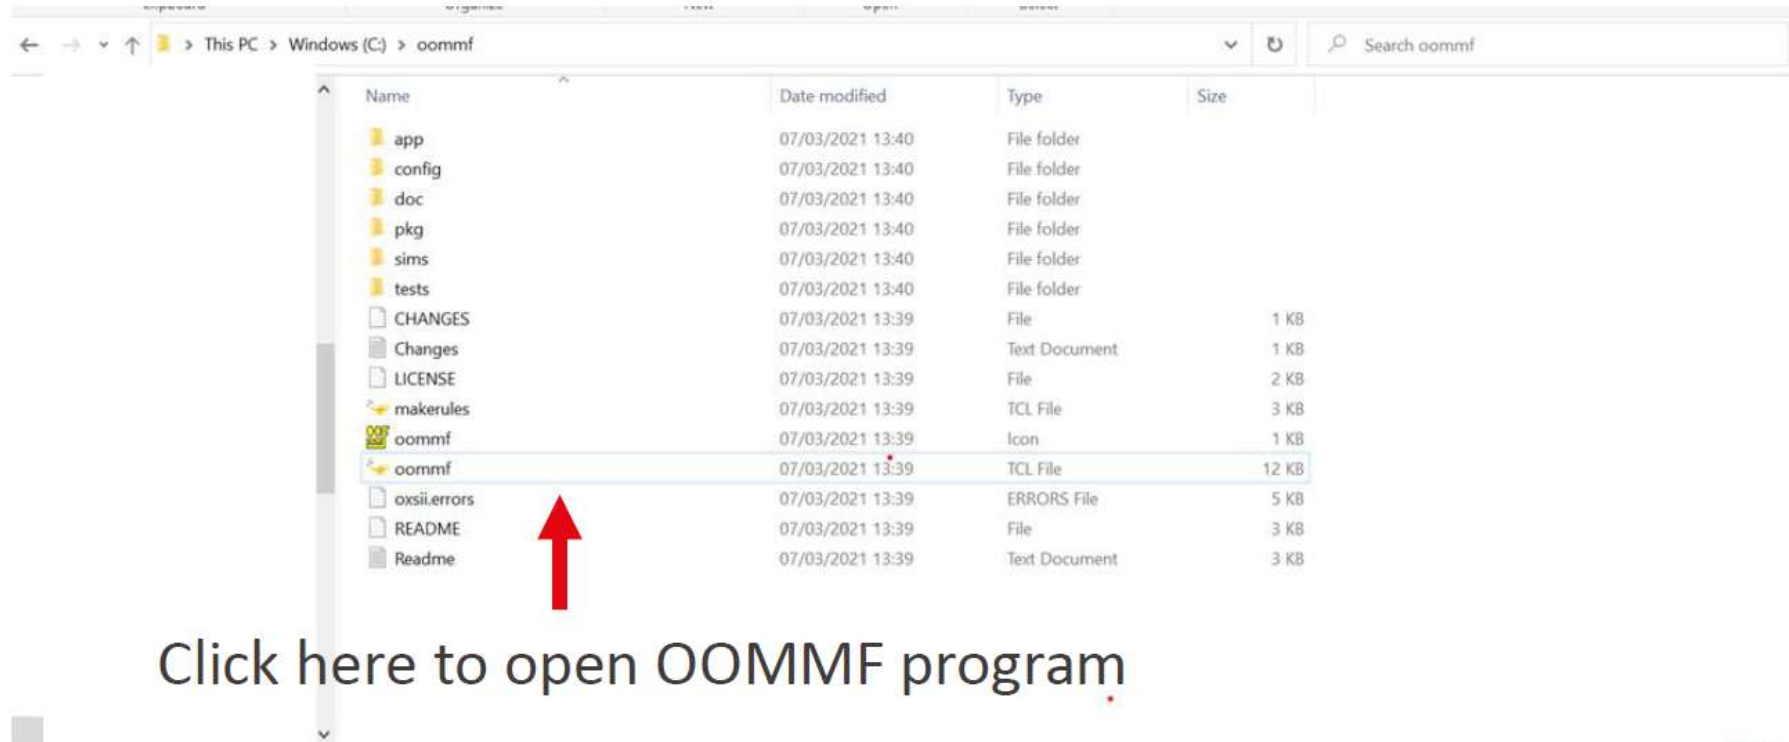 This PC > Windows (C:) > oommf Search oommf
Name Date modified Type Size
app 07/03/2021 13:40 File folder
config 07/03/2021 13:40 File folder
doc 07/03/2021 13:40 File folder
pkg 07/03/2021 13:40 File folder
sims 07/03/2021 13:40 File folder
tests 07/03/2021 13:40 File folder
CHANGES 07/03/2021 13:39 File 1 KB
Changes 07/03/2021 13:39 Text Document 1 KB
LICENSE 07/03/2021 13:39 File 2 KB
makerules 07/03/2021 13:39 TCL File 3 KB
oommf 07/03/2021 13:39 Icon 1 KB
oommf 07/03/2021 13:39 TCL File 12 KB
oxsii.errors 07/03/2021 13:39 ERRORS File 5 KB
README 07/03/2021 13:39 File 3 KB
Readme 07/03/2021 13:39 Text Document 3 KB
Click here to open OOMMF program